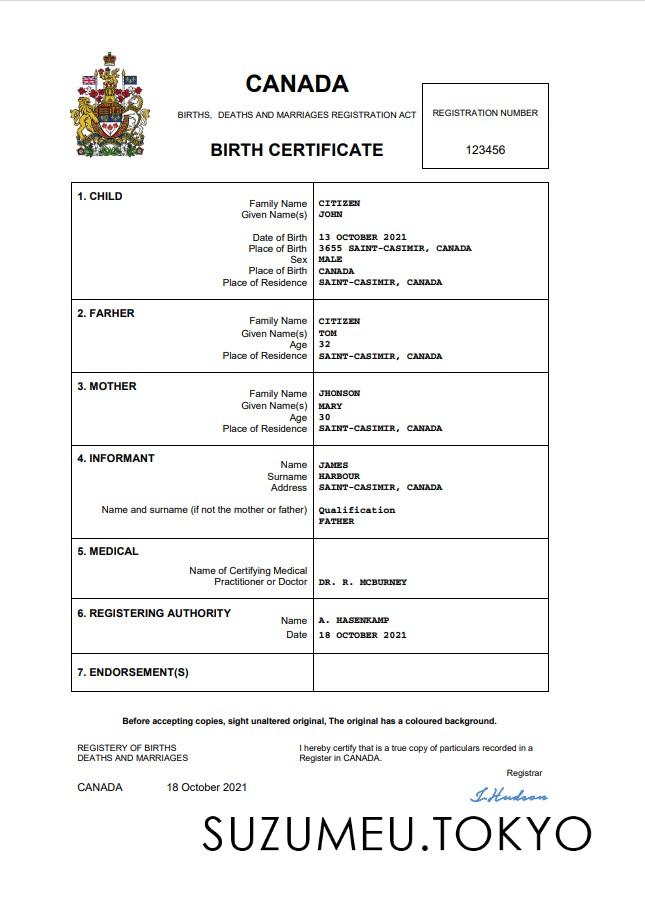 CANADA
BIRTHS, DEATHS AND MARRIAGES REGISTRATION ACT
BIRTH CERTIFICATE
REGISTRATION NUMBER
123456
1. CHILD
Family Name CITIZEN
Given Name(s) JOHN
Date of Birth 13 OCTOBER 2021
Place of Birth 3655 SAINT-CASIMIR, CANADA
Sex MALE
Place of Birth CANADA
Place of Residence SAINT-CASIMIR, CANADA
2. FARHER
Family Name CITIZEN
Given Name(s) TOM
Age 32
Place of Residence SAINT-CASIMIR, CANADA
3. MOTHER
Family Name JHONSON
Given Name(s) MARY
Age 30
Place of Residence SAINT-CASIMIR, CANADA
4. INFORMANT
Name JAMES
Surname HARBOUR
Address SAINT-CASIMIR, CANADA
Name and surname (if not the mother or father) Qualification
FATHER
5. MEDICAL
Name of Certifying Medical
Practitioner or Doctor DR. R. MCBURNEY
6. REGISTERING AUTHORITY
Name A. HASENKAMP
Date 18 OCTOBER 2021
7. ENDORSEMENT(S)
Before accepting copies, sight unaltered original, The original has a coloured background.
REGISTERY OF BIRTHS
DEATHS AND MARRIAGES
I hereby certify that is a true copy of particulars recorded in a
Register in CANADA.
Registrar
CANADA 18 October 2021
I.Hudson
SUZUMEU.TOKYO